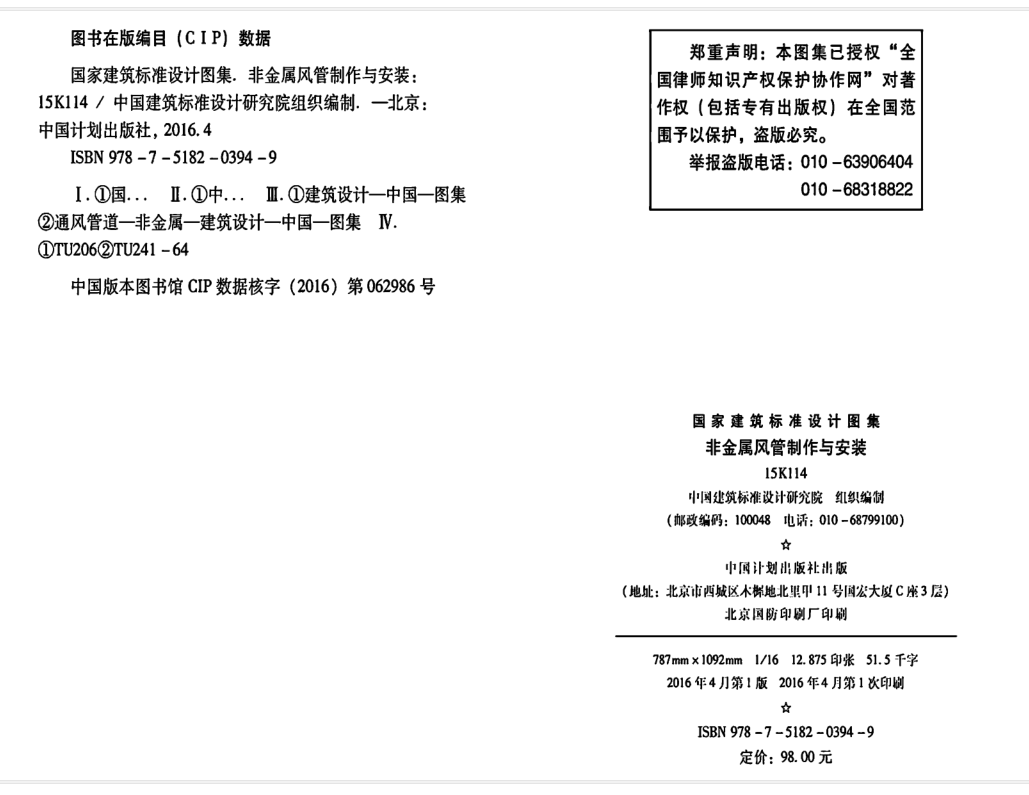 图书在版编目（CIP）数据
国家建筑标准设计图集. 非金属风管制作与安装：
15K114 / 中国建筑标准设计研究院组织编制. —北京：
中国计划出版社, 2016.4
ISBN 978-7-5182-0394-9
Ⅰ.①国... Ⅱ.①中... Ⅲ.①建筑设计—中国—图集
②通风管道—非金属—建筑设计—中国—图集 Ⅳ.
①TU206②TU241-64
中国版本图书馆 CIP 数据核字（2016）第 062986 号
郑重声明：本图集已授权“全
国律师知识产权保护协作网”对著
作权（包括专有出版权）在全国范
围予以保护，盗版必究。
举报盗版电话：010-63906404
010-68318822
国家建筑标准设计图集
非金属风管制作与安装
15K114
中国建筑标准设计研究院 组织编制
（邮政编码：100048 电话：010-68799100）
☆
中国计划出版社出版
（地址：北京市西城区木樨地北里甲 11 号国宏大厦 C 座 3 层）
北京国防印刷厂印刷
787mm×1092mm 1/16 12.875 印张 51.5 千字
2016 年 4 月第 1 版 2016 年 4 月第 1 次印刷
☆
ISBN 978-7-5182-0394-9
定价：98.00 元